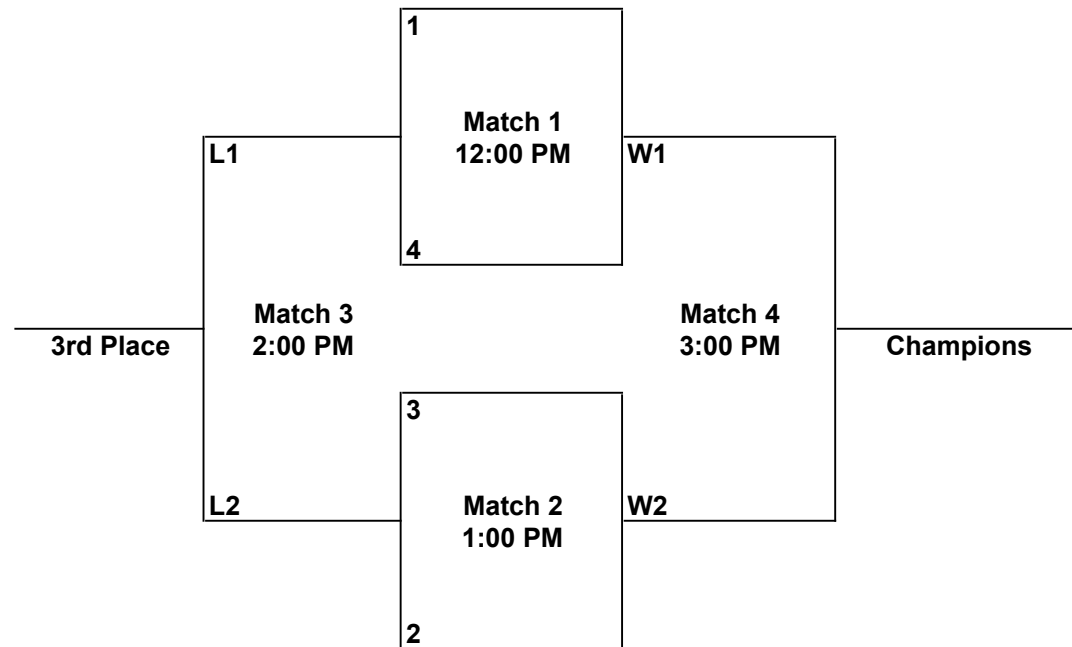 1
Match 1
12:00 PM
L1
W1
4
Match 3
2:00 PM
Match 4
3:00 PM
3rd Place
Champions
3
L2
Match 2
1:00 PM
W2
2